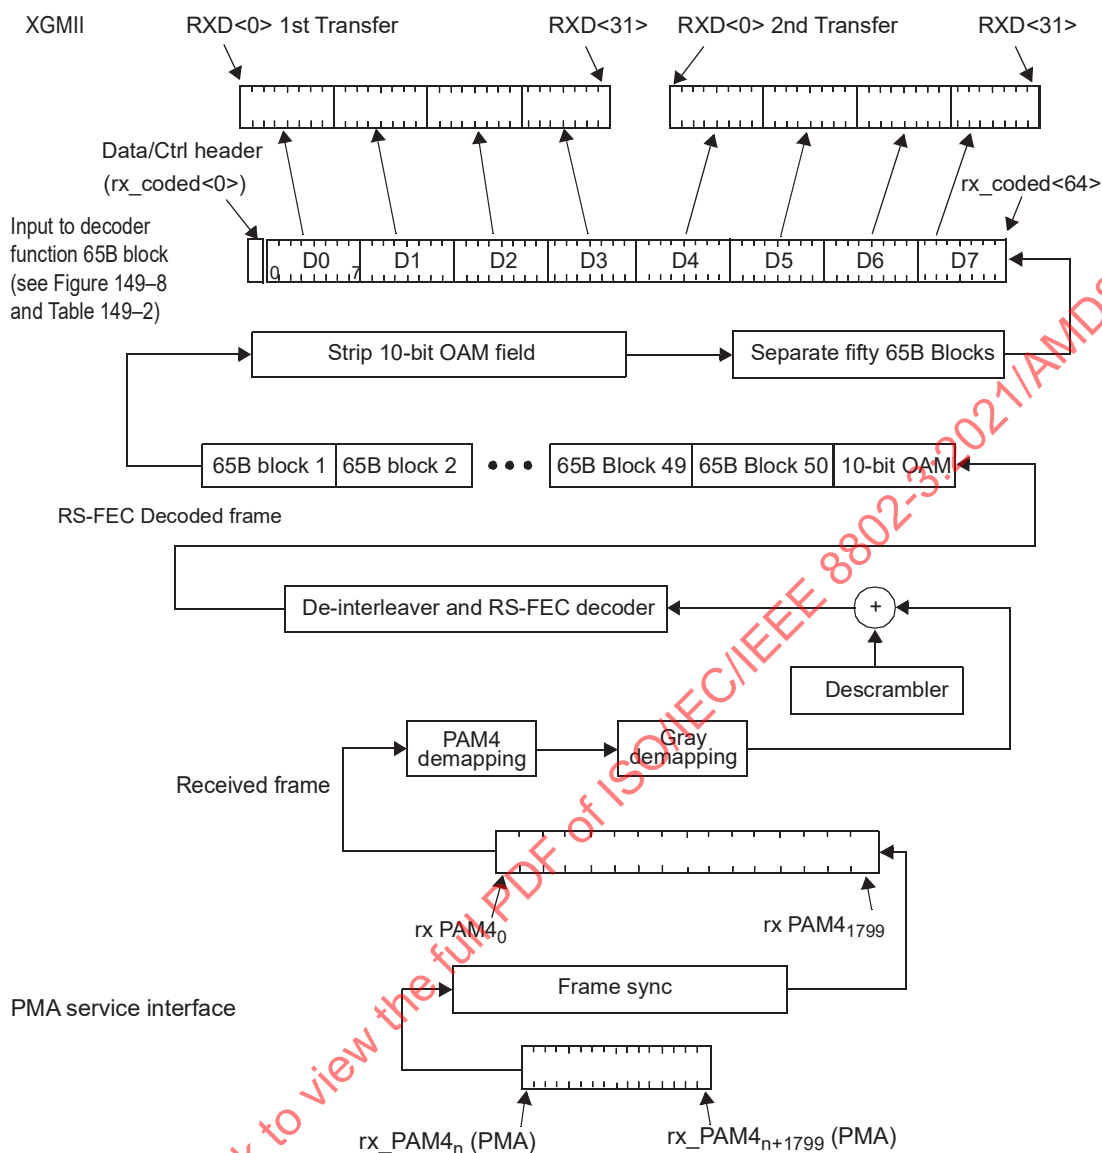 XGMII
RXD<0> 1st Transfer
RXD<31>
RXD<0> 2nd Transfer
RXD<31>
Data/Ctrl header
(rx_coded<0>)
rx_coded<64>
Input to decoder
function 65B block
(see Figure 149–8
and Table 149–2)
0 D0 7 D1 D2 D3 D4 D5 D6 D7
Strip 10-bit OAM field
Separate fifty 65B Blocks
65B block 1 65B block 2 ••• 65B Block 49 65B Block 50 10-bit OAM
RS-FEC Decoded frame
De-interleaver and RS-FEC decoder
+
Descrambler
PAM4
demapping
Gray
demapping
Received frame
rx PAM4₀
rx PAM4₁₇₉₉
Frame sync
PMA service interface
rx_PAM4ₙ (PMA)
rx_PAM4ₙ₊₁₇₉₉ (PMA)
k to view the full PDF of ISO/IEC/IEEE 8802-3:2021/AMD8